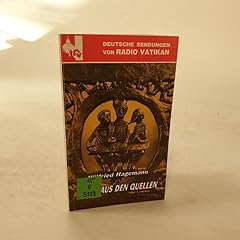 DEUTSCHE SENDUNGEN
VON RADIO VATIKAN
Wilfried Hagemann
AUS DEN QUELLEN